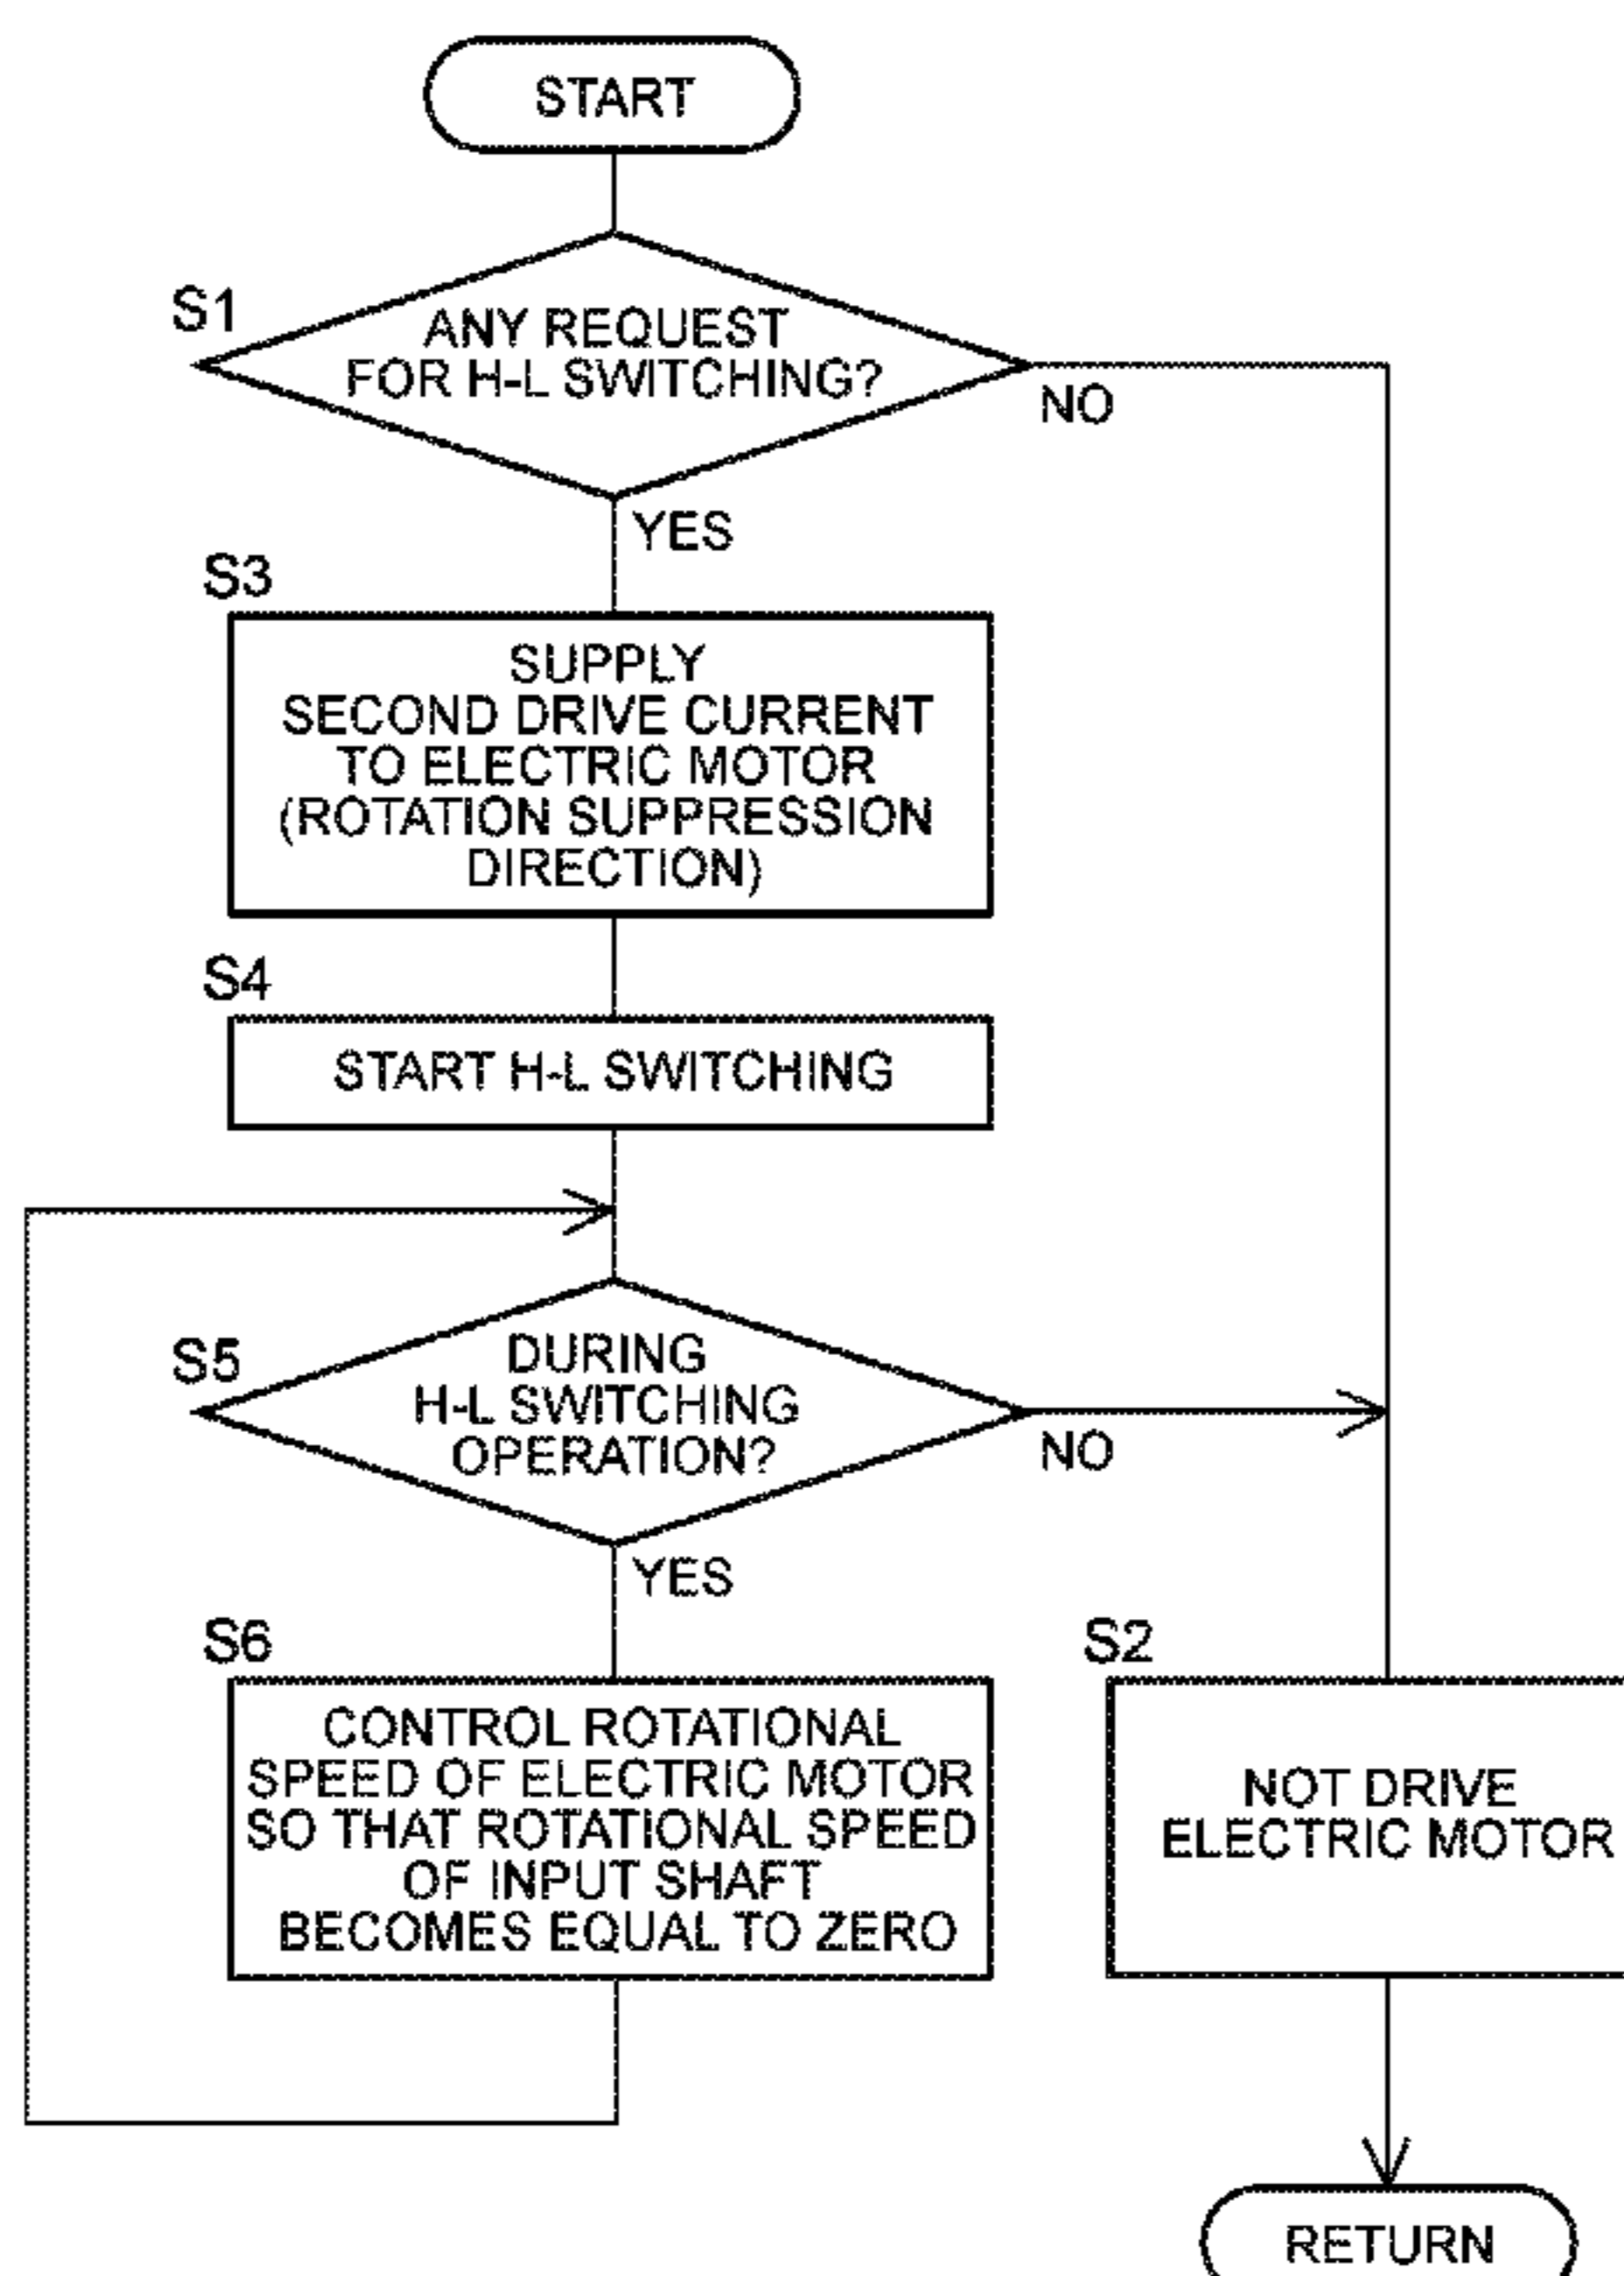 START
S1
ANY REQUEST
FOR H-L SWITCHING?
NO
YES
S3
SUPPLY
SECOND DRIVE CURRENT
TO ELECTRIC MOTOR
(ROTATION SUPPRESSION
DIRECTION)
S4
START H-L SWITCHING
S5
DURING
H-L SWITCHING
OPERATION?
NO
YES
S6
CONTROL ROTATIONAL
SPEED OF ELECTRIC MOTOR
SO THAT ROTATIONAL SPEED
OF INPUT SHAFT
BECOMES EQUAL TO ZERO
S2
NOT DRIVE
ELECTRIC MOTOR
RETURN